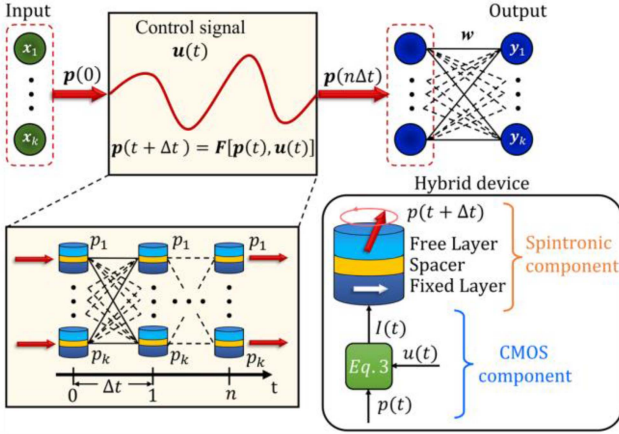 Input
Control signal
u(t)
Output
x₁
p(0)
p(nΔt)
w
y₁
xₖ
yₖ
p(t + Δt) = F[p(t), u(t)]
Hybrid device
p₁ p₁ p₁
pₖ pₖ pₖ
Δt
0 1 n t
p(t + Δt)
Free Layer
Spacer
Fixed Layer
Spintronic
component
I(t)
Eq. 3
u(t)
p(t)
CMOS
component